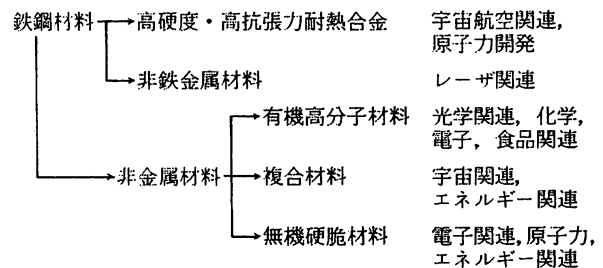 鉄鋼材料 高硬度・高抗張力耐熱合金 宇宙航空関連,
原子力開発
非鉄金属材料 レーザ関連
有機高分子材料 光学関連, 化学,
電子, 食品関連
非金属材料 複合材料 宇宙関連,
エネルギー関連
無機硬脆材料 電子関連,原子力,
エネルギー関連